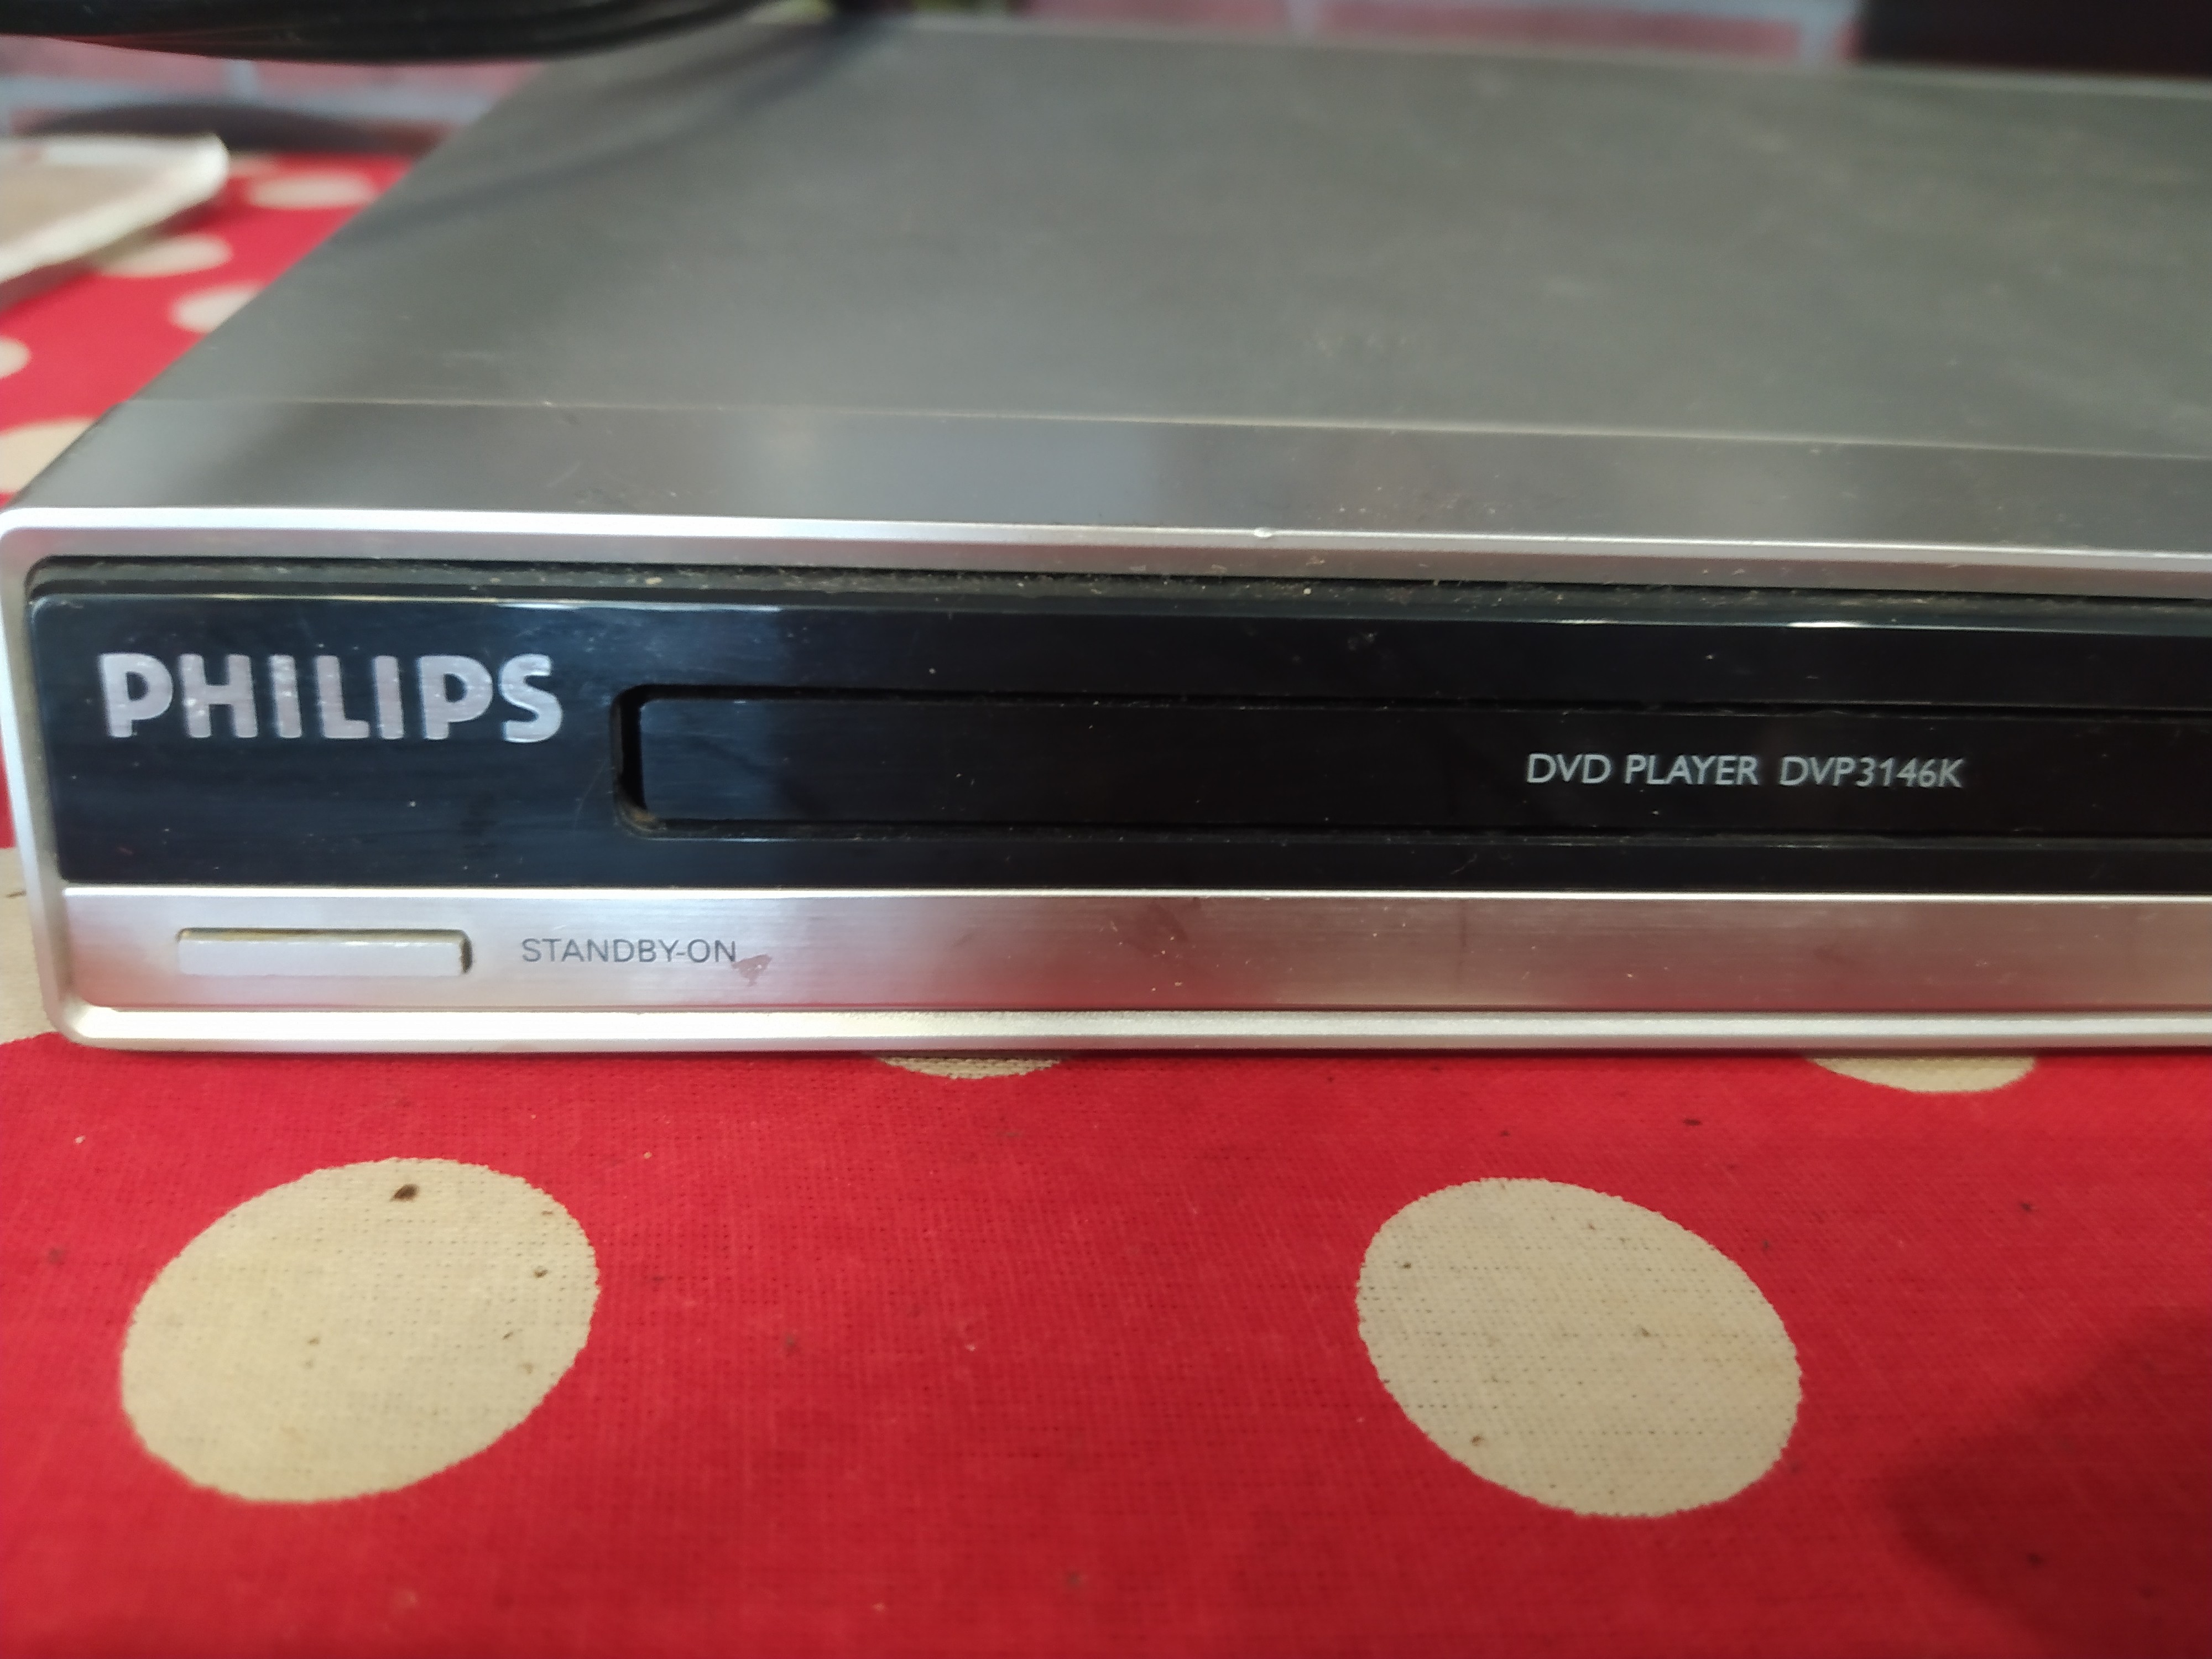 PHILIPS
DVD PLAYER DVP3146K
STANDBY-ON